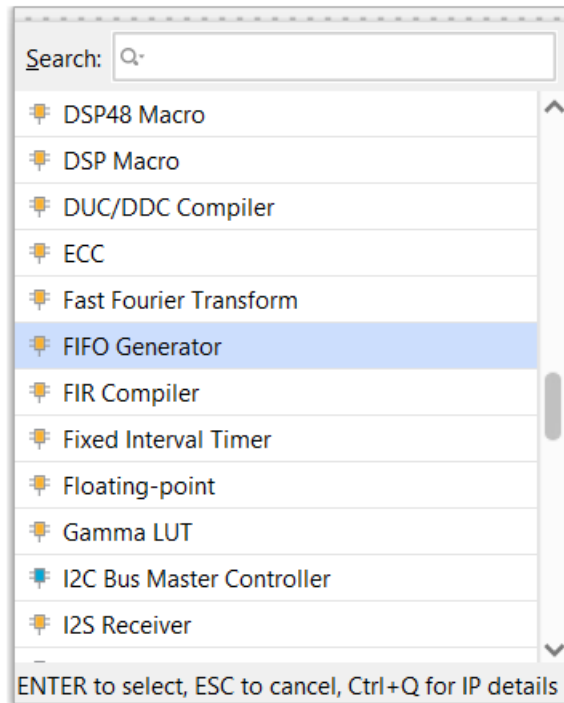 Search:
DSP48 Macro
DSP Macro
DUC/DDC Compiler
ECC
Fast Fourier Transform
FIFO Generator
FIR Compiler
Fixed Interval Timer
Floating-point
Gamma LUT
I2C Bus Master Controller
I2S Receiver
ENTER to select, ESC to cancel, Ctrl+Q for IP details